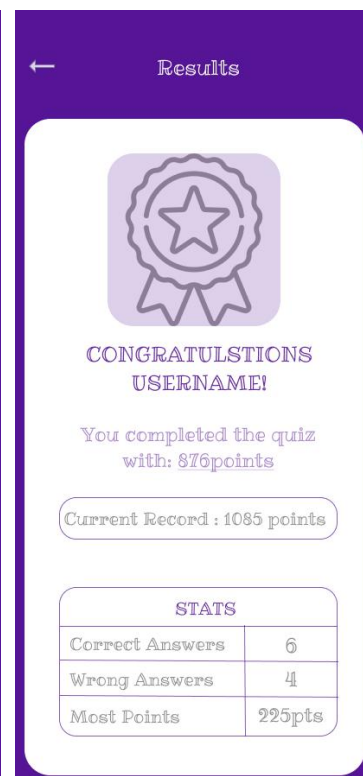 Results
CONGRATULSTIONS
USERNAME!
You completed the quiz
with: 876points
Current Record : 1085 points
STATS
Correct Answers 6
Wrong Answers 4
Most Points 225pts